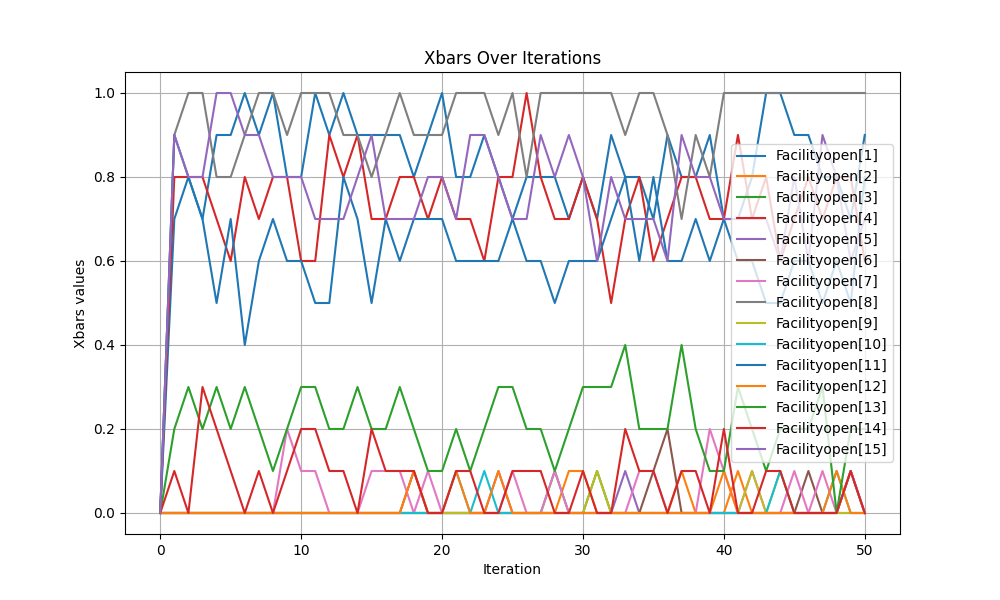 Xbars Over Iterations
Xbars values
1.0
0.8
0.6
0.4
0.2
0.0
0 10 20 30 40 50
Iteration
Facilityopen[1]
Facilityopen[2]
Facilityopen[3]
Facilityopen[4]
Facilityopen[5]
Facilityopen[6]
Facilityopen[7]
Facilityopen[8]
Facilityopen[9]
Facilityopen[10]
Facilityopen[11]
Facilityopen[12]
Facilityopen[13]
Facilityopen[14]
Facilityopen[15]